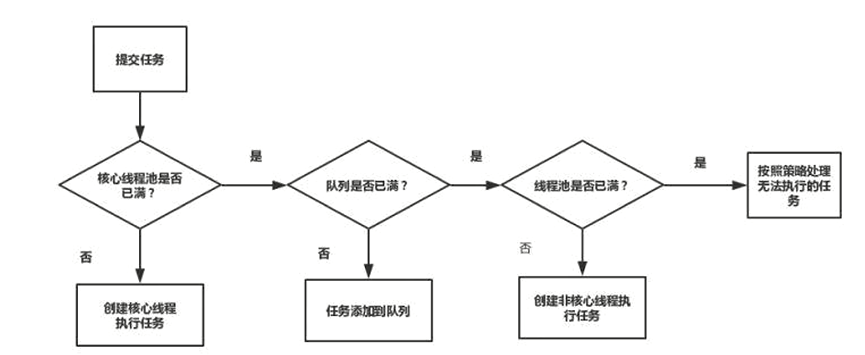 提交任务
是
是
是
核心线程池是否
已满？
队列是否已满？
线程池是否已满？
按照策略处理
无法执行的任
务
否
否
否
创建核心线程
执行任务
任务添加到队列
创建非核心线程执
行任务